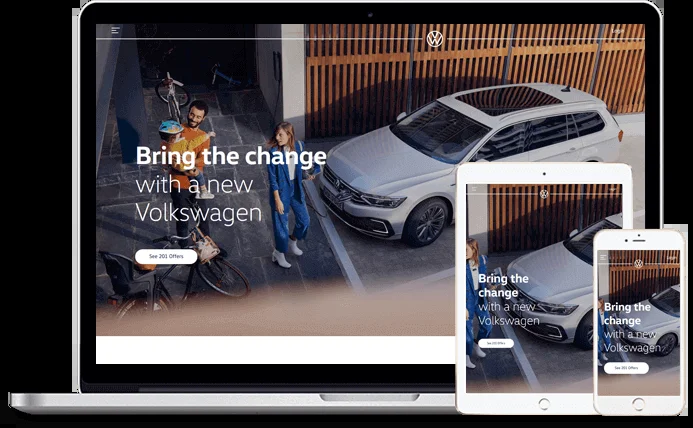 Login
Bring the change
with a new
Volkswagen
See 201 Offers
Bring the
change
with a new
Volkswagen
See 201 Offers
Bring the
change
with a new
Volkswagen
See 201 Offers